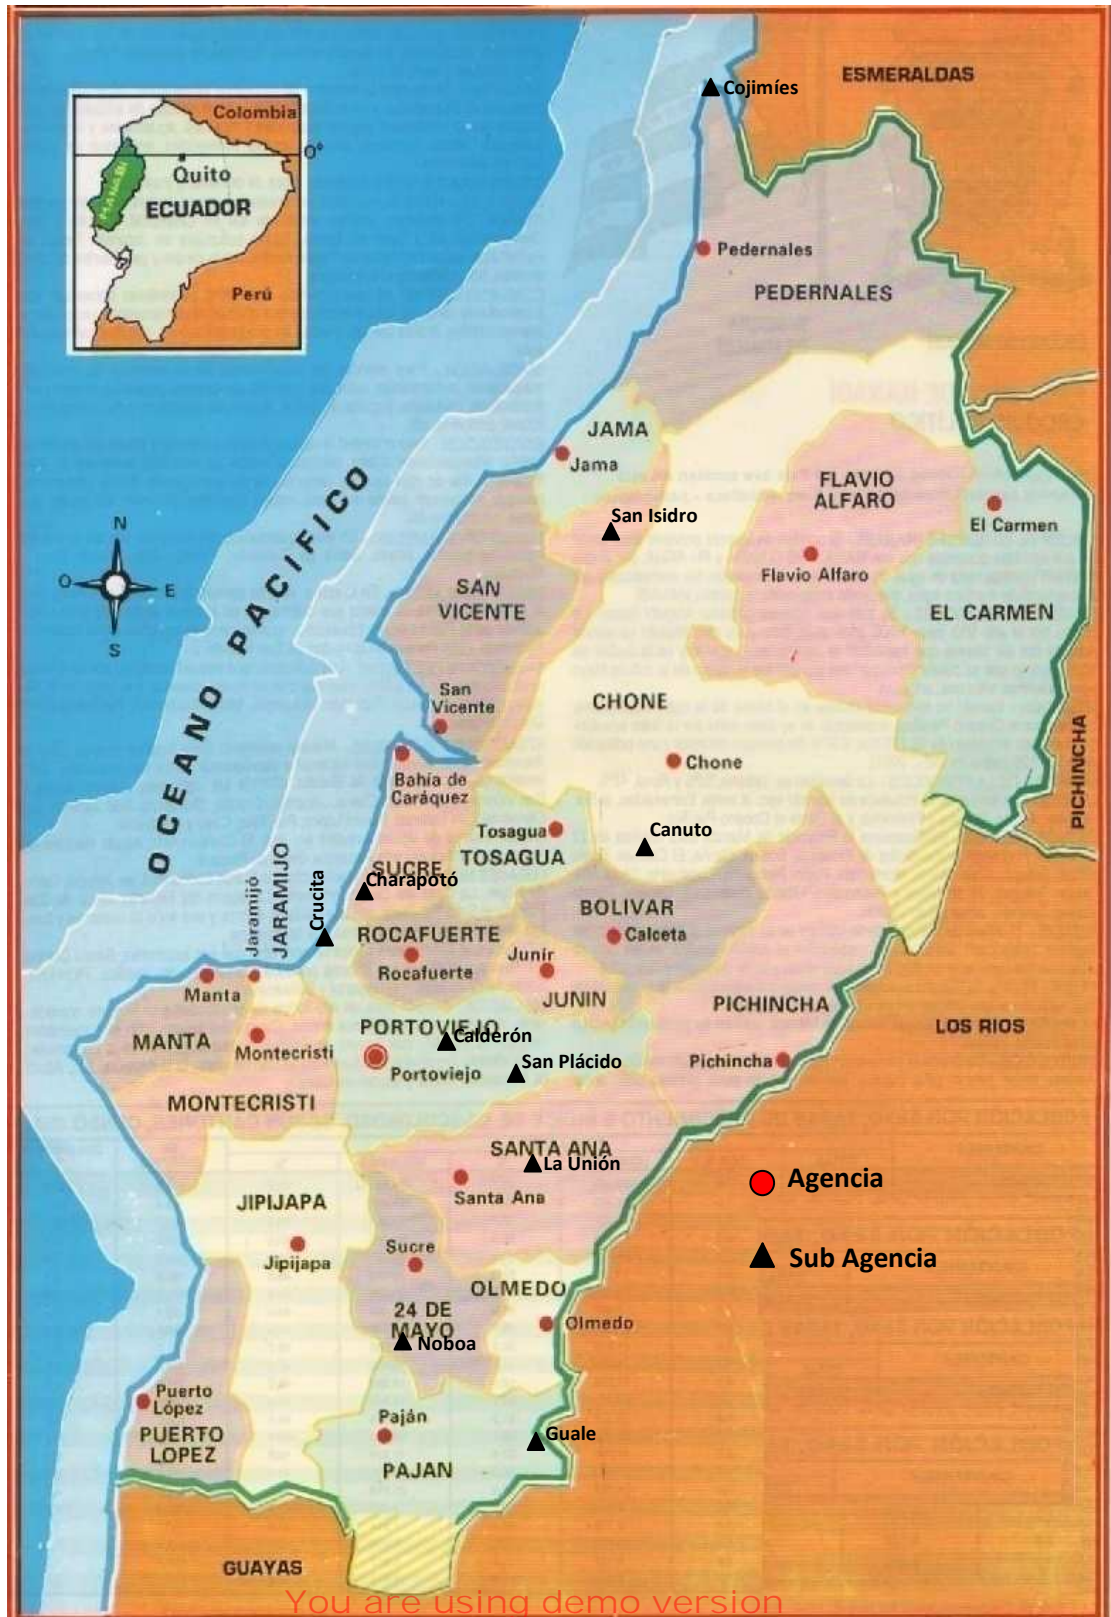 ESMERALDAS
Cojimíes
Colombia
0°
Quito
ECUADOR
MANABI
Perú
Pedernales
PEDERNALES
JAMA
Jama
FLAVIO
ALFARO
El Carmen
San Isidro
Flavio Alfaro
OCEANO PACIFICO
N
O
E
S
SAN
VICENTE
EL CARMEN
San
Vicente
CHONE
Chone
PICHINCHA
Bahía de
Caráquez
Tosagua
TOSAGUA
Canuto
SUCRE
Charapotó
Jaramijó
JARAMIJO
Crucita
BOLIVAR
Calceta
ROCAFUERTE
Rocafuerte
Junír
JUNIN
PICHINCHA
Manta
MANTA
Montecristi
PORTOVIEJO
Calderón
San Plácido
Portoviejo
Pichincha
LOS RIOS
MONTECRISTI
SANTA ANA
La Unión
Santa Ana
Agencia
JIPIJAPA
Jipijapa
Sucre
Sub Agencia
OLMEDO
Olmedo
24 DE
MAYO
Noboa
Puerto
López
PUERTO
LOPEZ
Paján
PAJAN
Guale
GUAYAS
You are using demo version